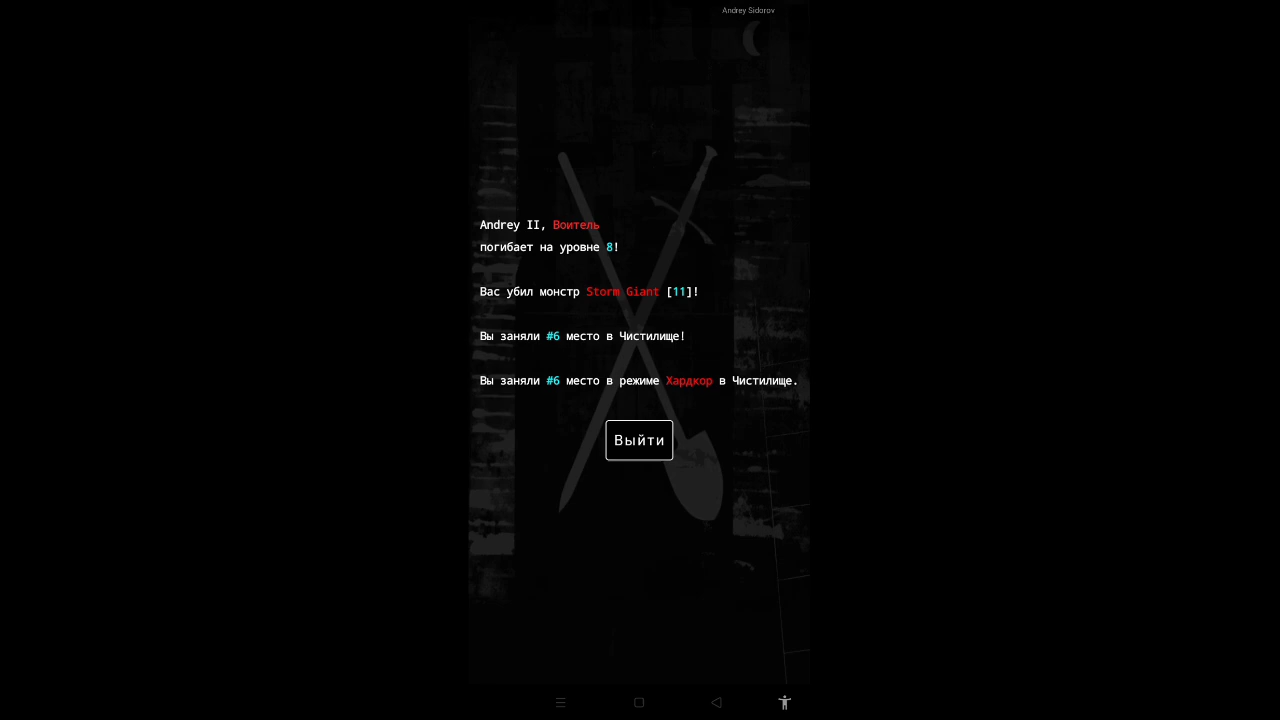 Andrey Sidorov
Andrey II, Воитель
погибает на уровне 8!
Вас убил монстр Storm Giant [11]!
Вы заняли #6 место в Чистилище!
Вы заняли #6 место в режиме Хардкор в Чистилище.
Выйти